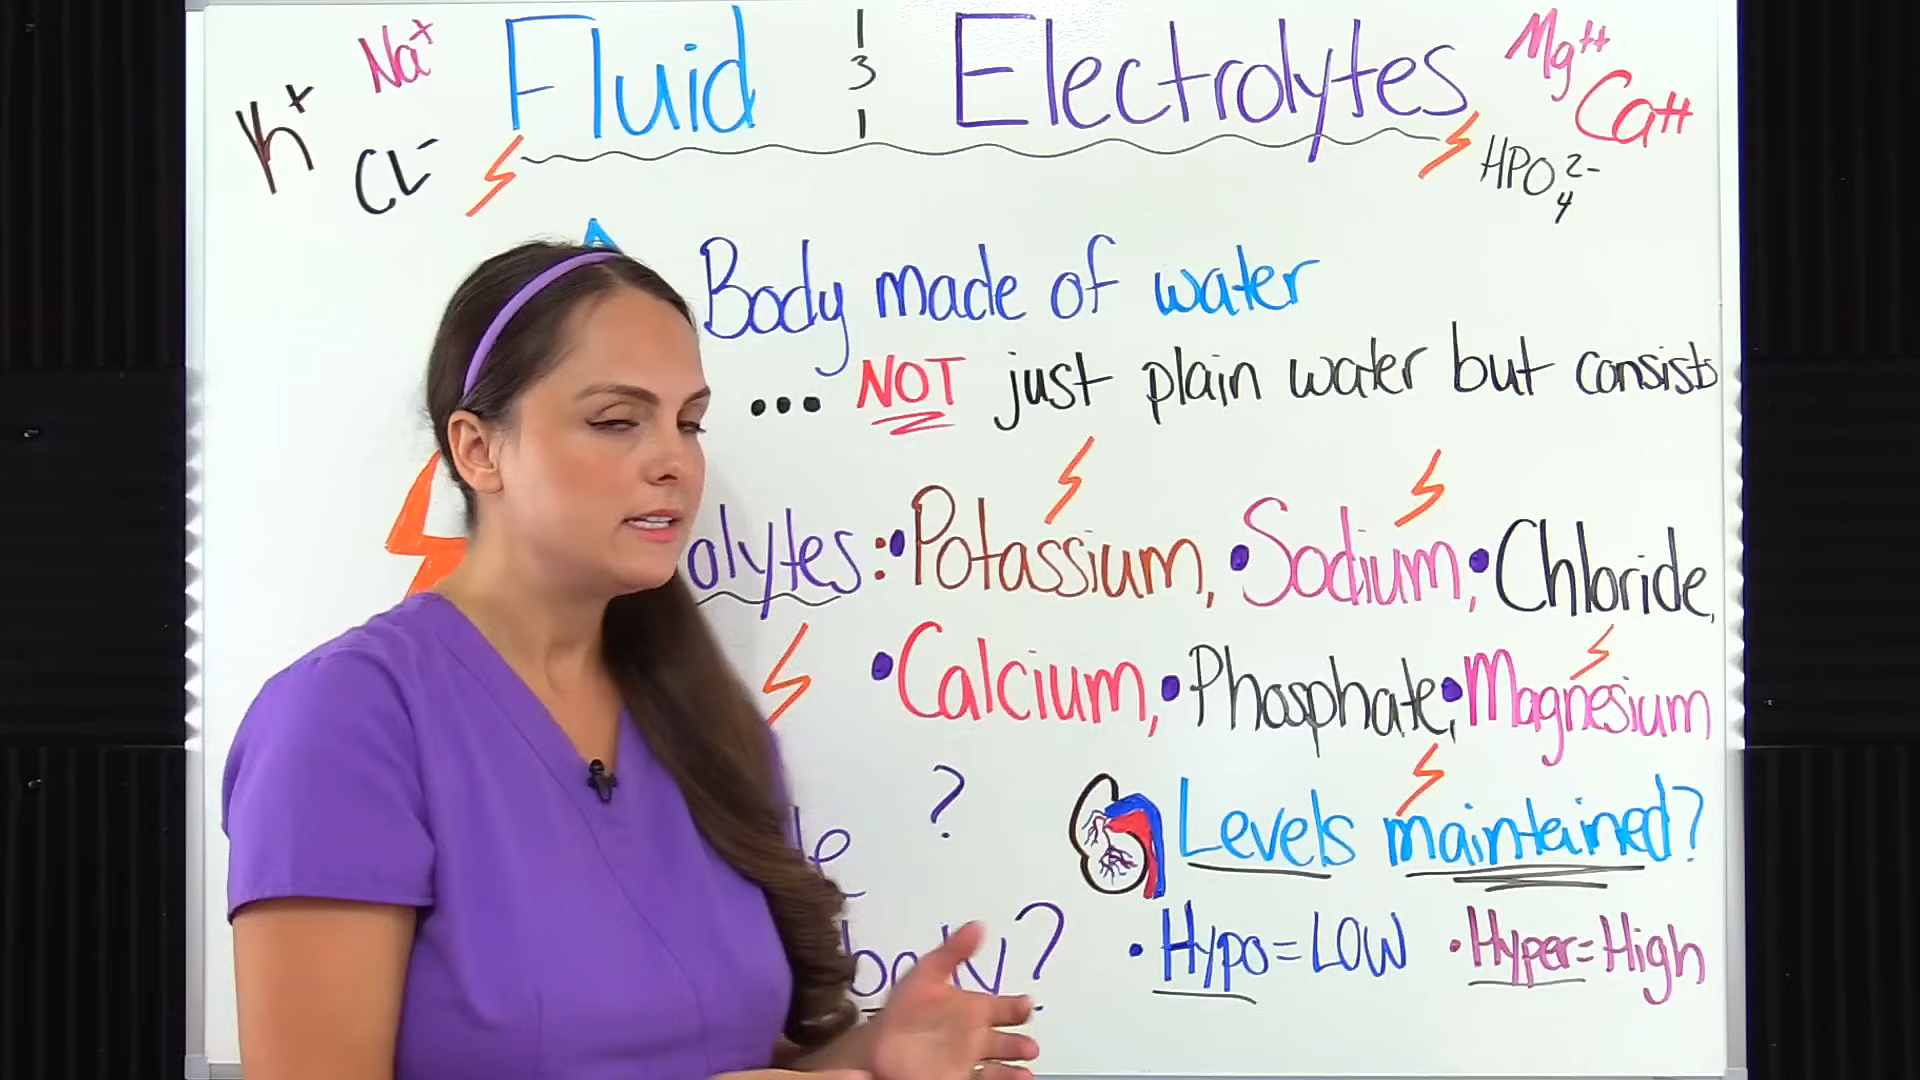 Na+ Fluid & Electrolytes Mg++
K+ Cl- Ca++
HPO4 2-
Body made of water
... NOT just plain water but consists
olytes: • Potassium, • Sodium, • Chloride,
• Calcium, • Phosphate, • Magnesium
?
Levels maintained?
body?
• Hypo = LOW • Hyper = High